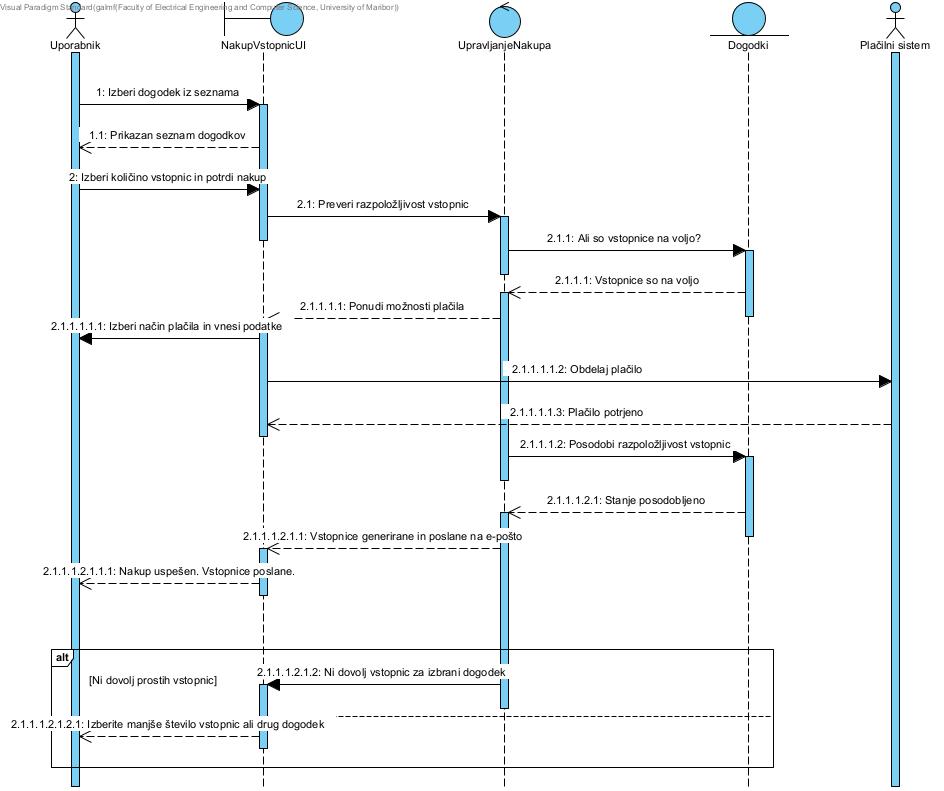 Visual Paradigm Standard(galmf(Faculty of Electrical Engineering and Computer Science, University of Maribor))
Uporabnik
NakupVstopnicUI
UpravljanjeNakupa
Dogodki
Plačilni sistem
1: Izberi dogodek iz seznama
1.1: Prikazan seznam dogodkov
2: Izberi količino vstopnic in potrdi nakup
2.1: Preveri razpoložljivost vstopnic
2.1.1: Ali so vstopnice na voljo?
2.1.1.1: Vstopnice so na voljo
2.1.1.1.1: Ponudi možnosti plačila
2.1.1.1.1.1: Izberi način plačila in vnesi podatke
2.1.1.1.1.2: Obdelaj plačilo
2.1.1.1.1.3: Plačilo potrjeno
2.1.1.1.2: Posodobi razpoložljivost vstopnic
2.1.1.1.2.1: Stanje posodobljeno
2.1.1.1.2.1.1: Vstopnice generirane in poslane na e-pošto
2.1.1.1.2.1.1.1: Nakup uspešen. Vstopnice poslane.
alt
2.1.1.1.2.1.2: Ni dovolj vstopnic za izbrani dogodek
[Ni dovolj prostih vstopnic]
2.1.1.1.2.1.2.1: Izberite manjše število vstopnic ali drug dogodek